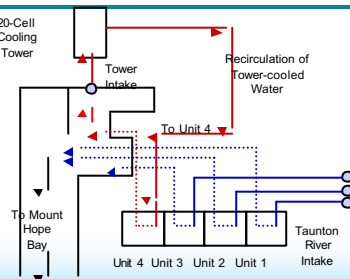 20-Cell
Cooling
Tower
Tower
Intake
Recirculation of
Tower-cooled
Water
To Unit 4
To Mount
Hope
Bay
Taunton
River
Intake
Unit 4 Unit 3 Unit 2 Unit 1